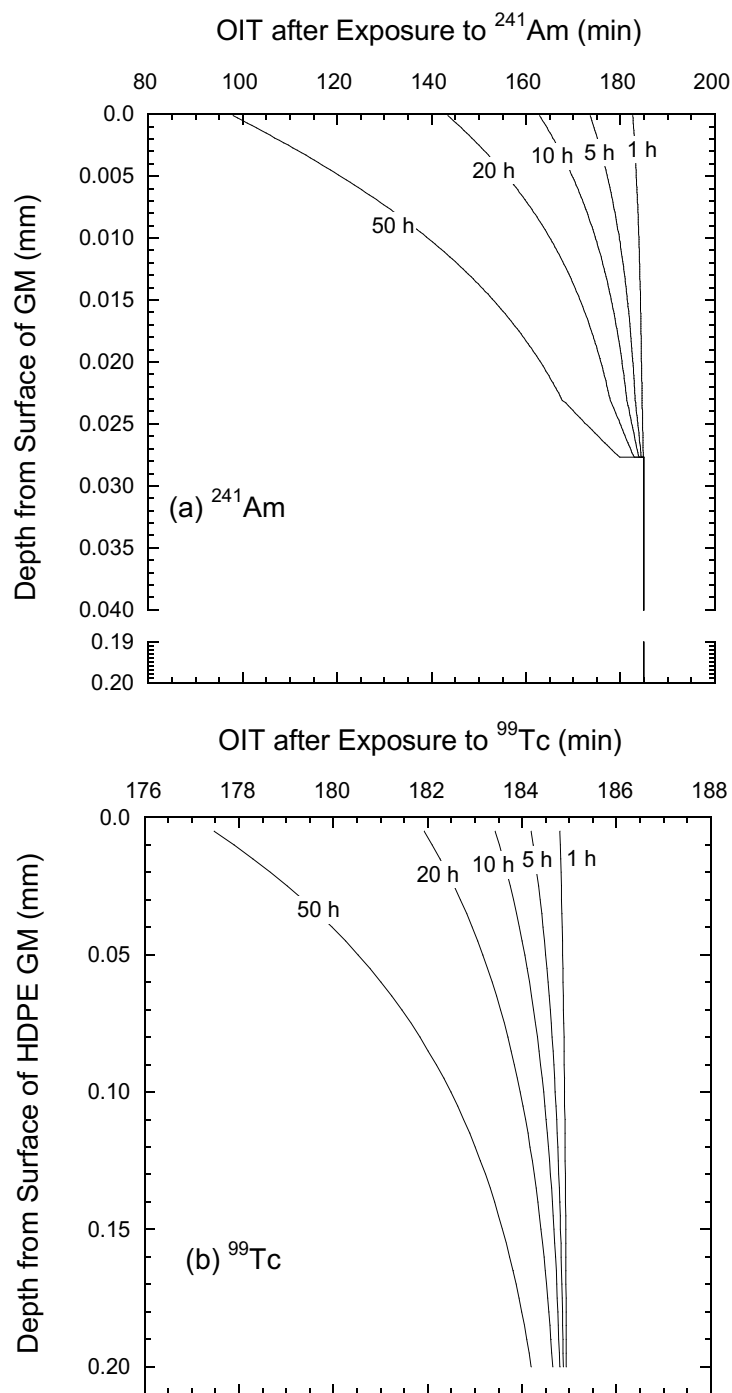 OIT after Exposure to ²⁴¹Am (min)
80 100 120 140 160 180 200
0.0
0.005
0.010
0.015
0.020
0.025
0.030
0.035
0.040
0.19
0.20
Depth from Surface of GM (mm)
50 h
20 h
10 h
5 h
1 h
(a) ²⁴¹Am
OIT after Exposure to ⁹⁹Tc (min)
176 178 180 182 184 186 188
0.0
0.05
0.10
0.15
0.20
Depth from Surface of HDPE GM (mm)
50 h
20 h
10 h
5 h
1 h
(b) ⁹⁹Tc